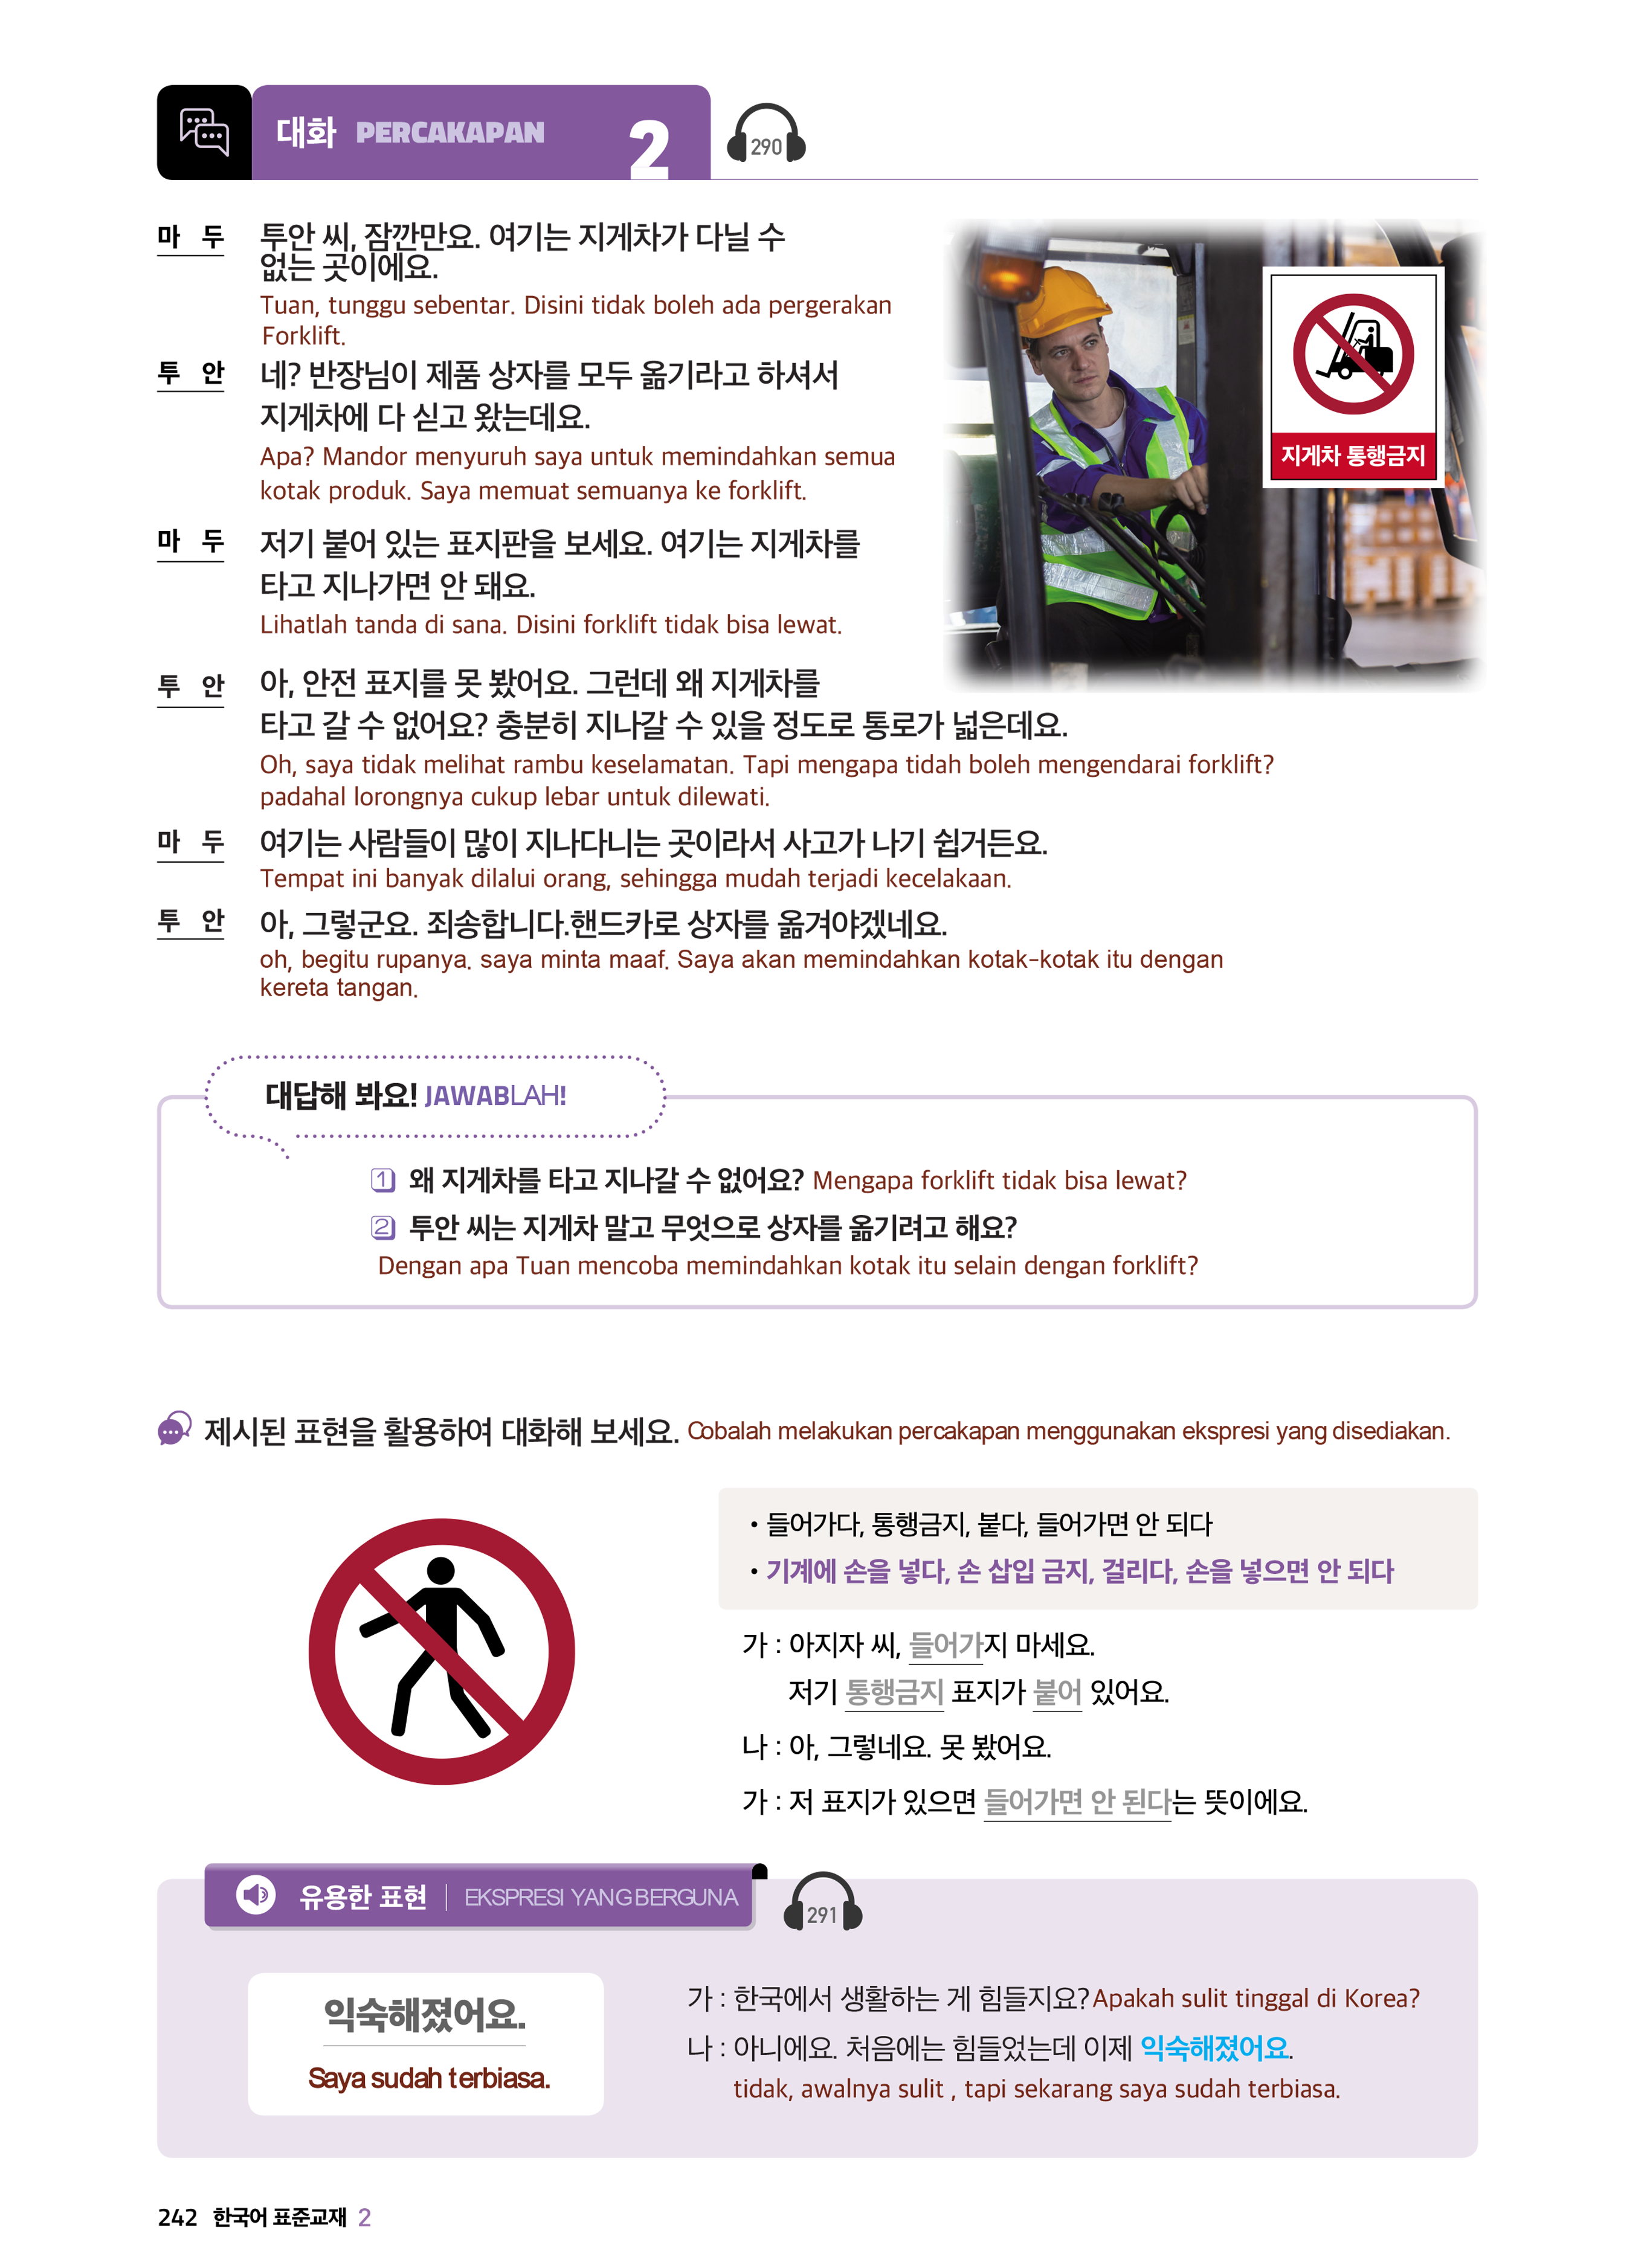 대화 PERCAKAPAN 2
290
마 두 투안 씨, 잠깐만요. 여기는 지게차가 다닐 수
없는 곳이에요.
Tuan, tunggu sebentar. Disini tidak boleh ada pergerakan
Forklift.
투 안 네? 반장님이 제품 상자를 모두 옮기라고 하셔서
지게차에 다 싣고 왔는데요.
Apa? Mandor menyuruh saya untuk memindahkan semua
kotak produk. Saya memuat semuanya ke forklift.
마 두 저기 붙어 있는 표지판을 보세요. 여기는 지게차를
타고 지나가면 안 돼요.
Lihatlah tanda di sana. Disini forklift tidak bisa lewat.
지게차 통행금지
투 안 아, 안전 표지를 못 봤어요. 그런데 왜 지게차를
타고 갈 수 없어요? 충분히 지나갈 수 있을 정도로 통로가 넓은데요.
Oh, saya tidak melihat rambu keselamatan. Tapi mengapa tidah boleh mengendarai forklift?
padahal lorongnya cukup lebar untuk dilewati.
마 두 여기는 사람들이 많이 지나다니는 곳이라서 사고가 나기 쉽거든요.
Tempat ini banyak dilalui orang, sehingga mudah terjadi kecelakaan.
투 안 아, 그렇군요. 죄송합니다.핸드카로 상자를 옮겨야겠네요.
oh, begitu rupanya. saya minta maaf. Saya akan memindahkan kotak-kotak itu dengan
kereta tangan.
대답해 봐요! JAWABLAH!
1 왜 지게차를 타고 지나갈 수 없어요? Mengapa forklift tidak bisa lewat?
2 투안 씨는 지게차 말고 무엇으로 상자를 옮기려고 해요?
Dengan apa Tuan mencoba memindahkan kotak itu selain dengan forklift?
제시된 표현을 활용하여 대화해 보세요. Cobalah melakukan percakapan menggunakan ekspresi yang disediakan.
• 들어가다, 통행금지, 붙다, 들어가면 안 되다
• 기계에 손을 넣다, 손 삽입 금지, 걸리다, 손을 넣으면 안 되다
가 : 아지자 씨, 들어가지 마세요.
저기 통행금지 표지가 붙어 있어요.
나 : 아, 그렇네요. 못 봤어요.
가 : 저 표지가 있으면 들어가면 안 된다는 뜻이에요.
유용한 표현 | EKSPRESI YANG BERGUNA
291
익숙해졌어요.
Saya sudah terbiasa.
가 : 한국에서 생활하는 게 힘들지요? Apakah sulit tinggal di Korea?
나 : 아니에요. 처음에는 힘들었는데 이제 익숙해졌어요.
tidak, awalnya sulit , tapi sekarang saya sudah terbiasa.
242 한국어 표준교재 2